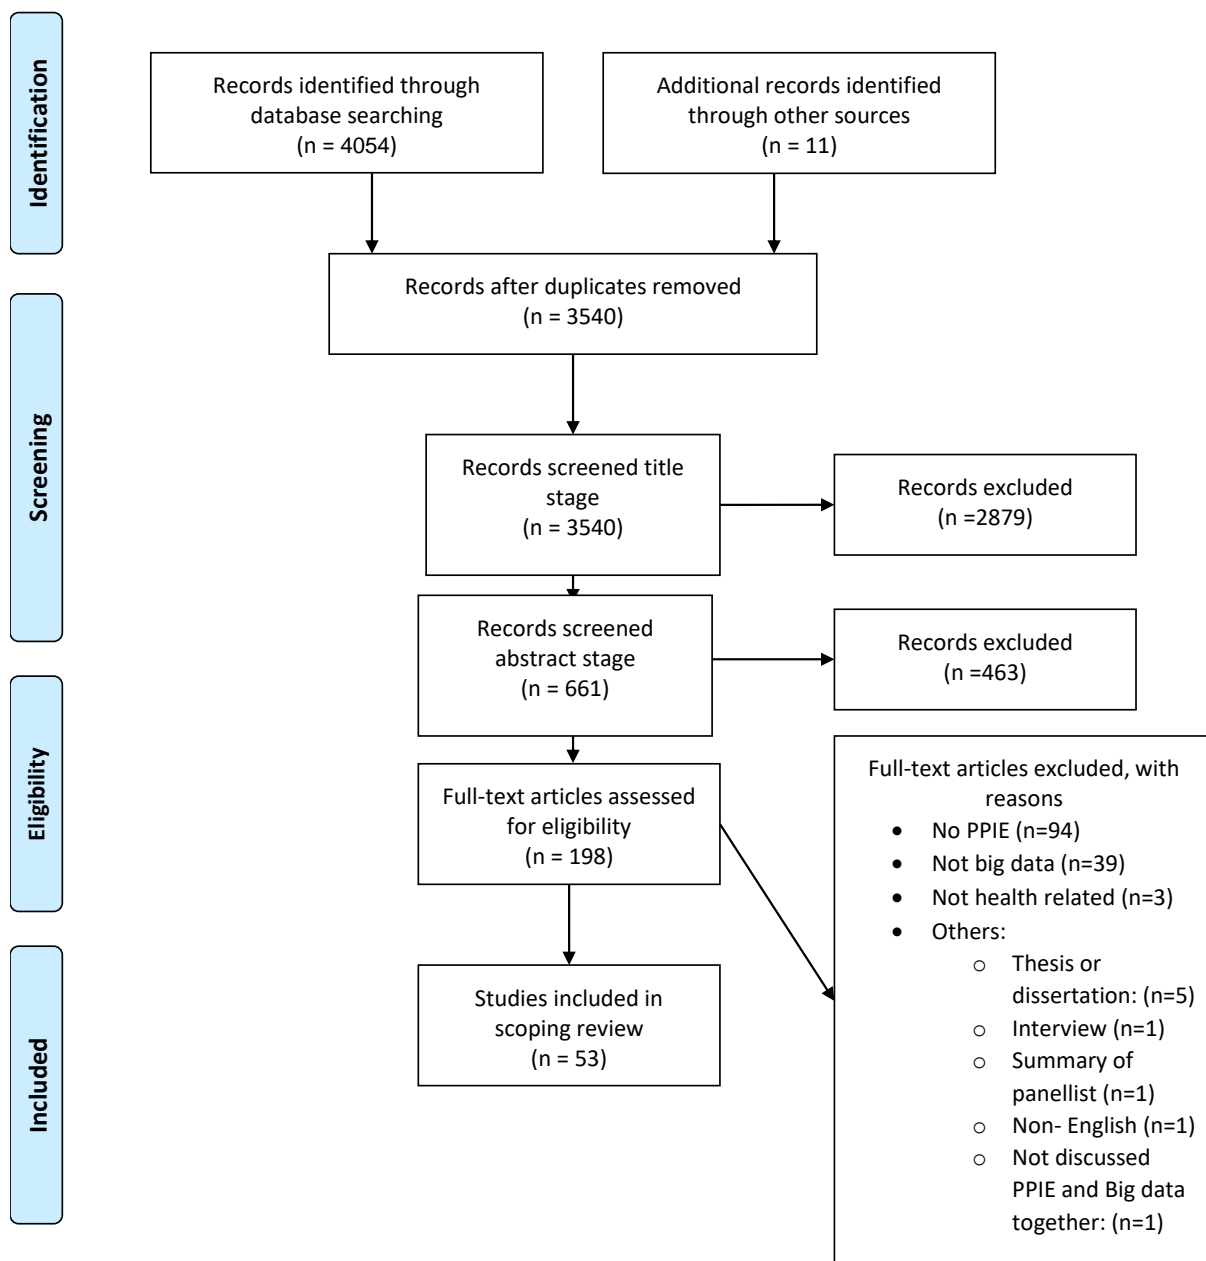 Identification
Records identified through
database searching
(n = 4054)
Additional records identified
through other sources
(n = 11)
Records after duplicates removed
(n = 3540)
Screening
Records screened title
stage
(n = 3540)
Records excluded
(n =2879)
Records screened
abstract stage
(n = 661)
Records excluded
(n =463)
Eligibility
Full-text articles assessed
for eligibility
(n = 198)
Full-text articles excluded, with
reasons
• No PPIE (n=94)
• Not big data (n=39)
• Not health related (n=3)
• Others:
o Thesis or
dissertation: (n=5)
o Interview (n=1)
o Summary of
panellist (n=1)
o Non- English (n=1)
o Not discussed
PPIE and Big data
together: (n=1)
Included
Studies included in
scoping review
(n = 53)